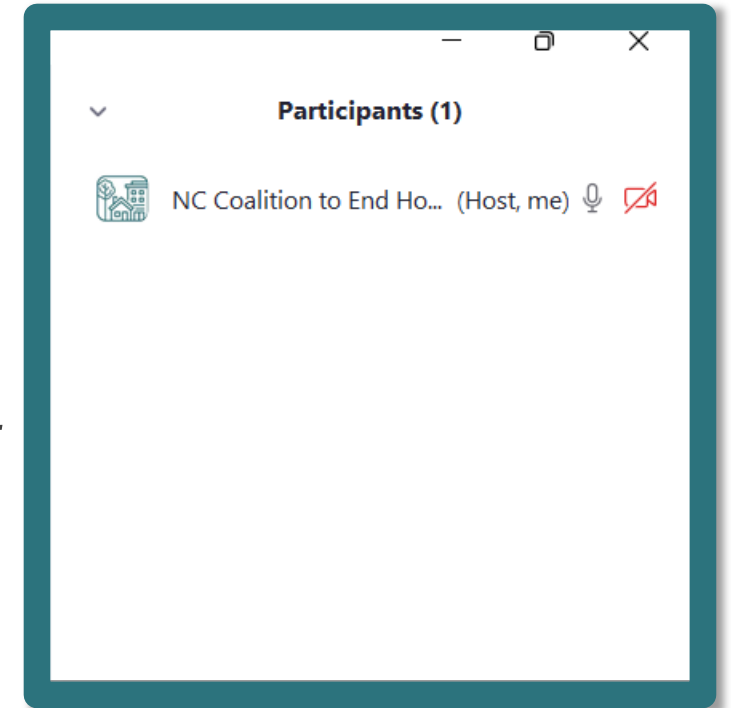 Participants (1)
NC Coalition to End Ho... (Host, me)